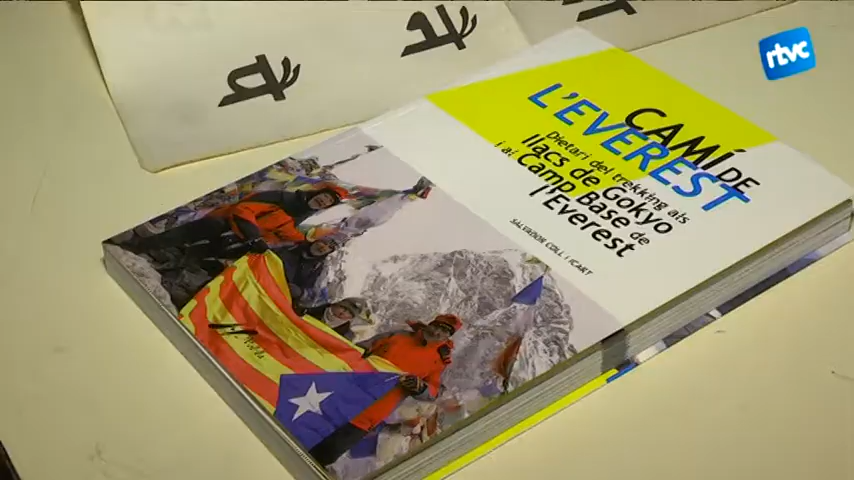 rtvc
CAMÍ DE
L'EVEREST
Dietari del trekking als
llacs de Gokyo
i al Camp Base de
l'Everest
SALVADOR COLL I ICART